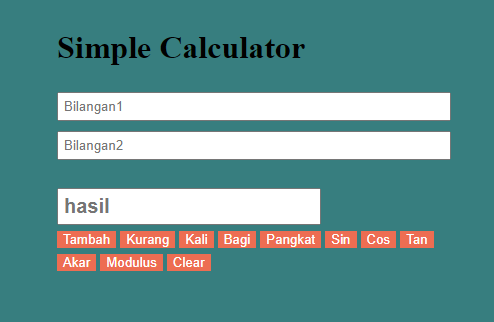 Simple Calculator
Bilangan1
Bilangan2
hasil
Tambah Kurang Kali Bagi Pangkat Sin Cos Tan
Akar Modulus Clear